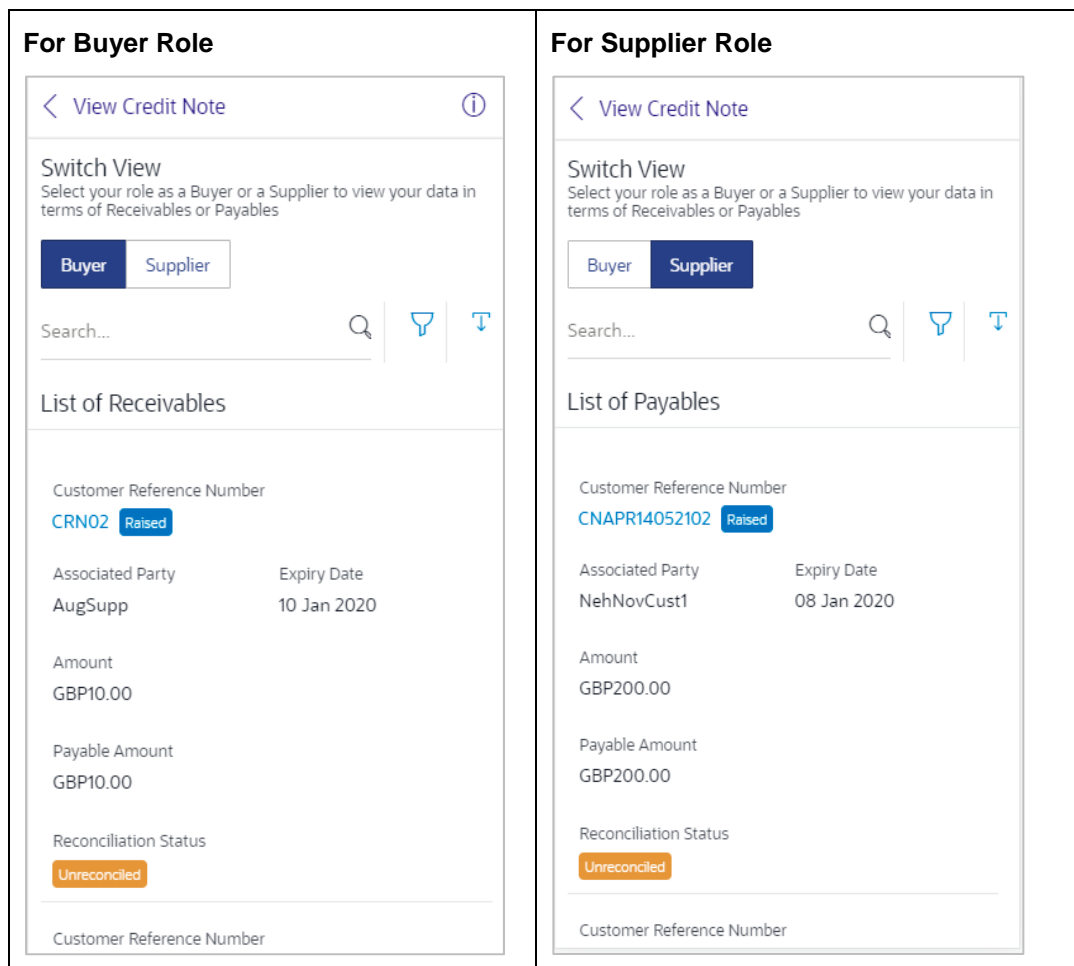 For Buyer Role
View Credit Note
Switch View
Select your role as a Buyer or a Supplier to view your data in
terms of Receivables or Payables
Buyer Supplier
Search...
List of Receivables
Customer Reference Number
CRN02 Raised
Associated Party Expiry Date
AugSupp 10 Jan 2020
Amount
GBP10.00
Payable Amount
GBP10.00
Reconciliation Status
Unreconciled
Customer Reference Number
For Supplier Role
View Credit Note
Switch View
Select your role as a Buyer or a Supplier to view your data in
terms of Receivables or Payables
Buyer Supplier
Search...
List of Payables
Customer Reference Number
CNAPR14052102 Raised
Associated Party Expiry Date
NehNovCust1 08 Jan 2020
Amount
GBP200.00
Payable Amount
GBP200.00
Reconciliation Status
Unreconciled
Customer Reference Number